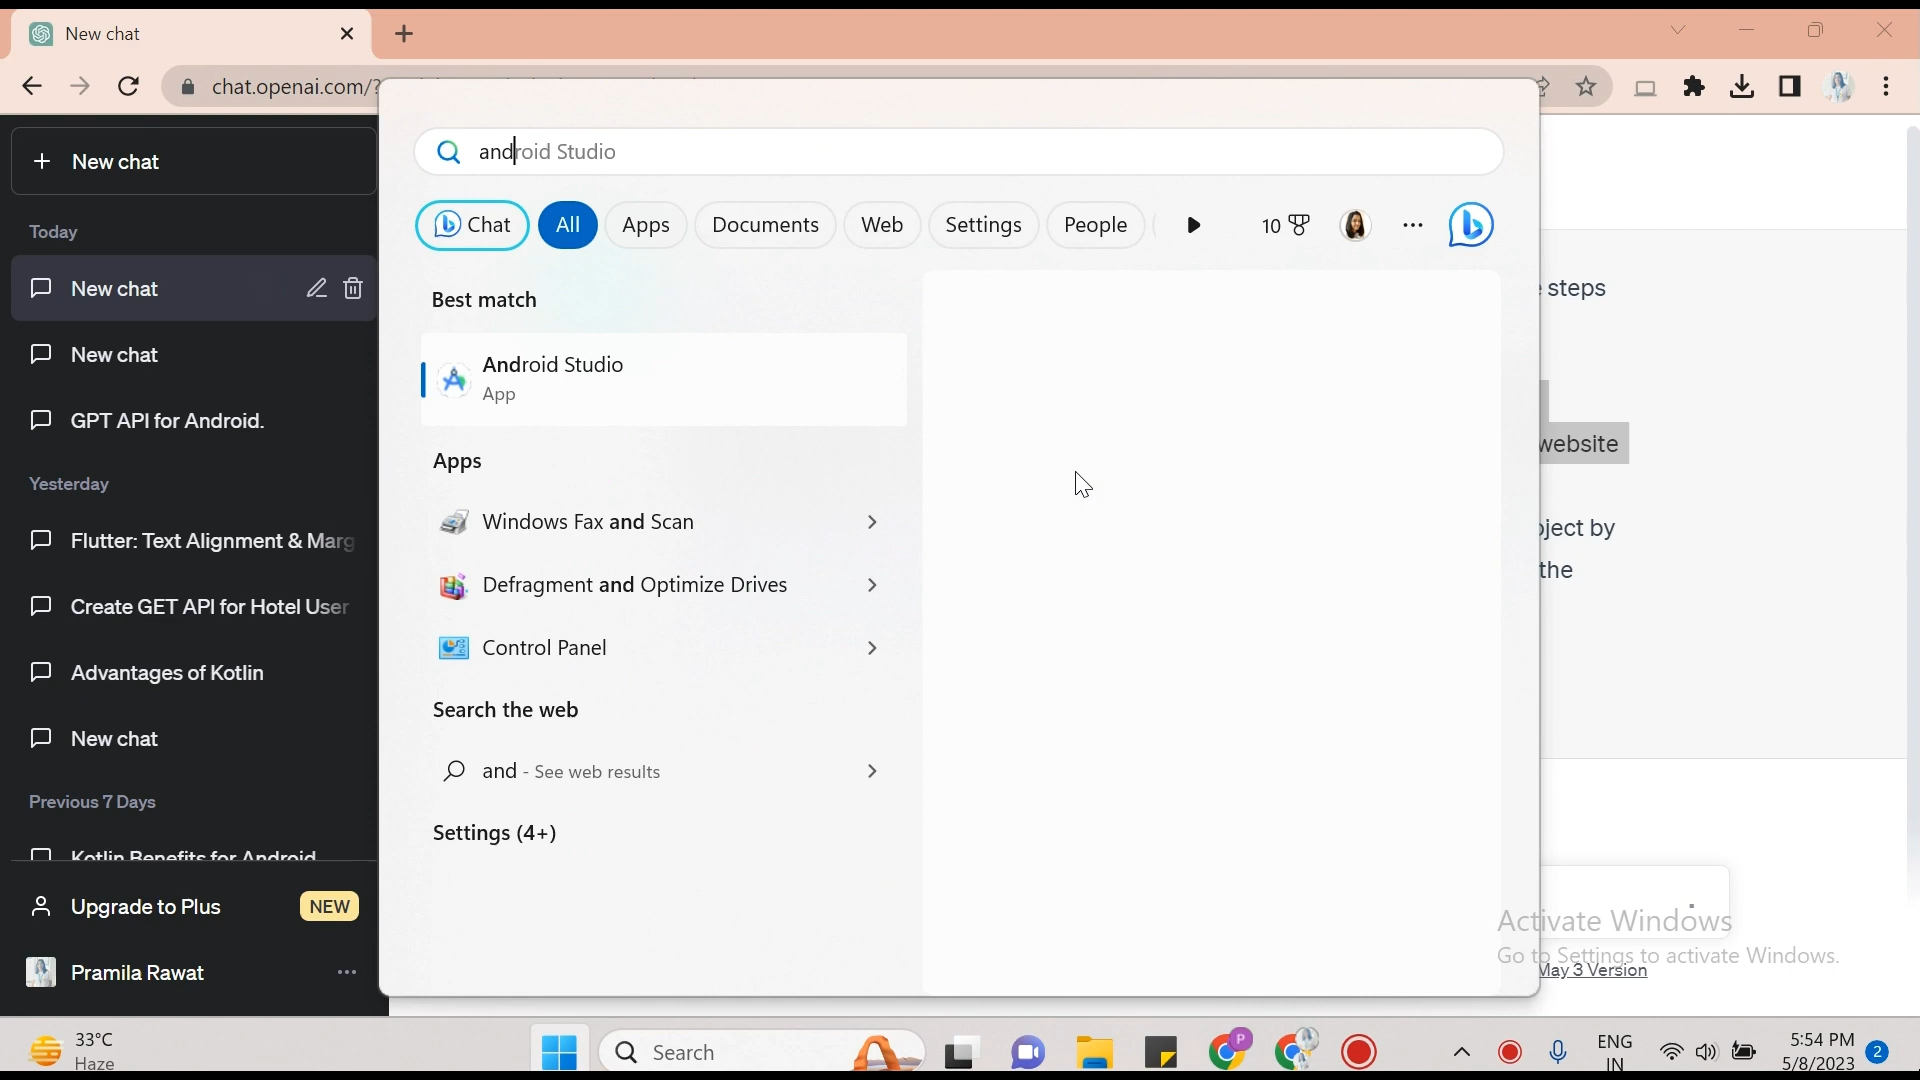 New chat
chat.openai.com/?
New chat
Today
New chat
New chat
GPT API for Android.
Yesterday
Flutter: Text Alignment & Marg
Create GET API for Hotel User
Advantages of Kotlin
New chat
Previous 7 Days
Kotlin Benefits for Android
Upgrade to Plus
NEW
Pramila Rawat
android Studio
Chat
All
Apps
Documents
Web
Settings
People
10
Best match
Android Studio
App
Apps
Windows Fax and Scan
Defragment and Optimize Drives
Control Panel
Search the web
and - See web results
Settings (4+)
steps
website
ject by
the
Activate Windows
Go to Settings to activate Windows.
May 3 Version
33°C
Haze
Search
P
ENG
IN
5:54 PM
5/8/2023
2